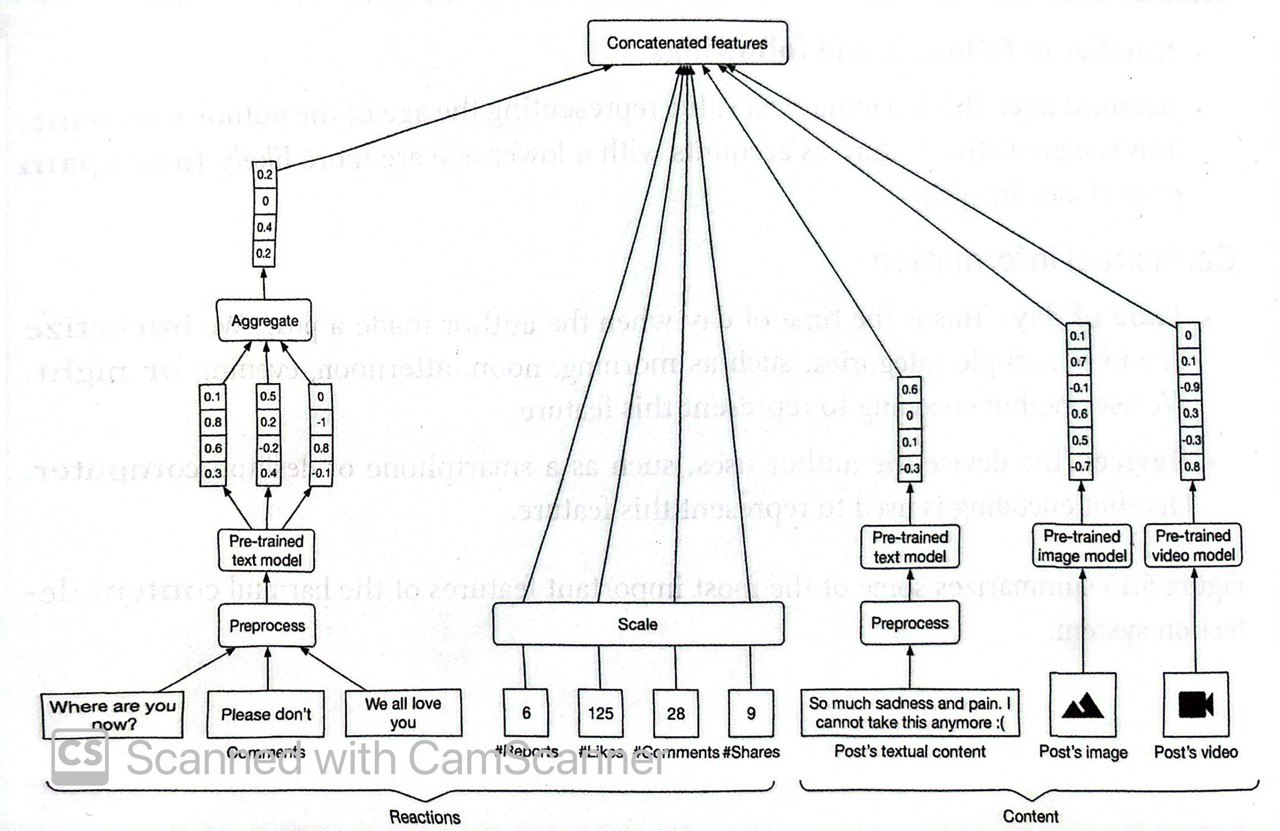 Concatenated features
0.2
0
0.4
0.2
Aggregate
0.1
0.8
0.6
0.3
0.5
0.2
-0.2
0.4
0
-1
0.8
-0.1
Pre-trained
text model
Preprocess
Where are you
now?
Please don't
We all love
you
Comments
Scale
6
125
28
9
#Reports
#Likes
#Comments
#Shares
Reactions
0.6
0
0.1
-0.3
Pre-trained
text model
Preprocess
So much sadness and pain. I
cannot take this anymore :(
Post's textual content
0.1
0.7
-0.1
0.6
0.5
-0.7
Pre-trained
image model
Post's image
0
0.1
-0.9
0.3
-0.3
0.8
Pre-trained
video model
Post's video
Content
CS Scanned with CamScanner